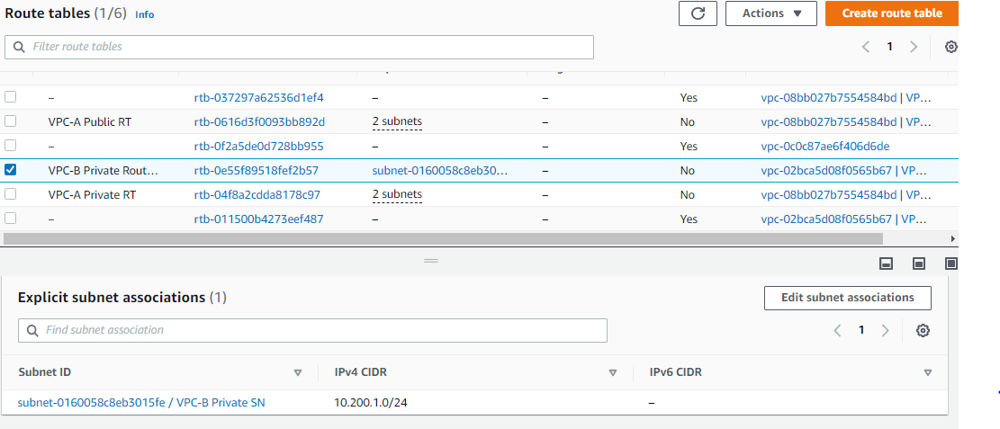 Route tables (1/6) Info Actions Create route table
Filter route tables 1
– rtb-037297a62536d1ef4 – – Yes vpc-08bb027b7554584bd | VP...
VPC-A Public RT rtb-0616d3f0093bb892d 2 subnets – No vpc-08bb027b7554584bd | VP...
– rtb-0f2a5de0d728bb955 – – Yes vpc-0c0c87ae6f406d6de
VPC-B Private Rout... rtb-0e55f89518fef2b57 subnet-0160058c8eb30... – No vpc-02bca5d08f0565b67 | VP...
VPC-A Private RT rtb-04f8a2cdda8178c97 2 subnets – No vpc-08bb027b7554584bd | VP...
– rtb-011500b4273eef487 – – Yes vpc-02bca5d08f0565b67 | VP...
Explicit subnet associations (1) Edit subnet associations
Find subnet association 1
Subnet ID IPv4 CIDR IPv6 CIDR
subnet-0160058c8eb3015fe / VPC-B Private SN 10.200.1.0/24 –